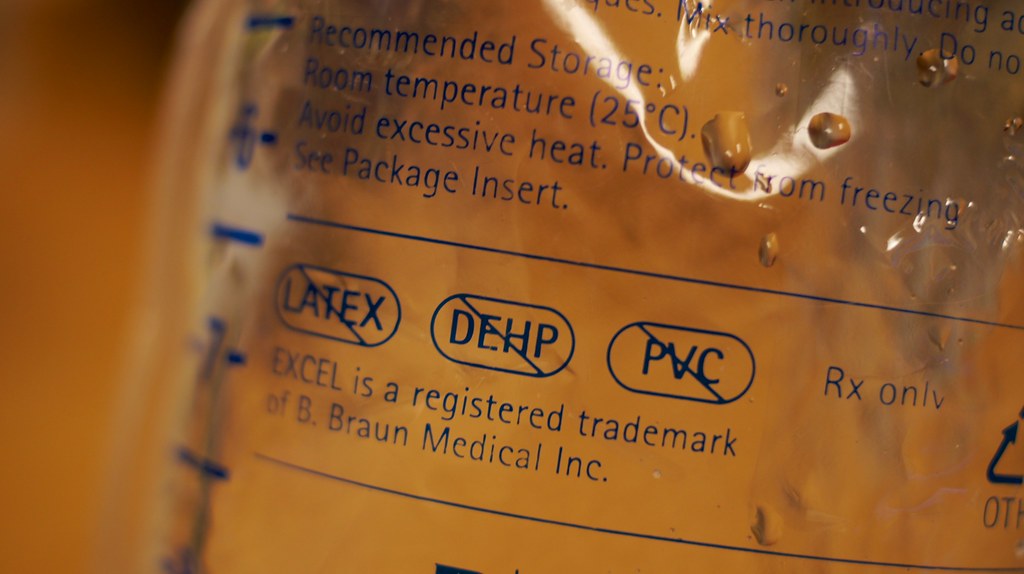 introducing
Mix thoroughly. Do
Recommended Storage:
Room temperature (25°C).
Avoid excessive heat. Protect from freezing
See Package Insert.
LATEX DEHP PVC Rx only
EXCEL is a registered trademark
of B. Braun Medical Inc.